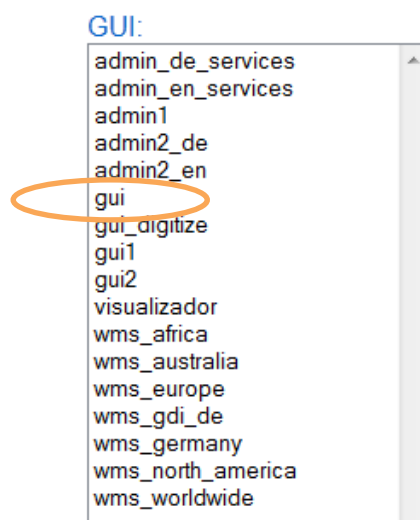 GUI:
admin_de_services
admin_en_services
admin1
admin2_de
admin2_en
gui
gui_digitize
gui1
gui2
visualizador
wms_africa
wms_australia
wms_europe
wms_gdi_de
wms_germany
wms_north_america
wms_worldwide